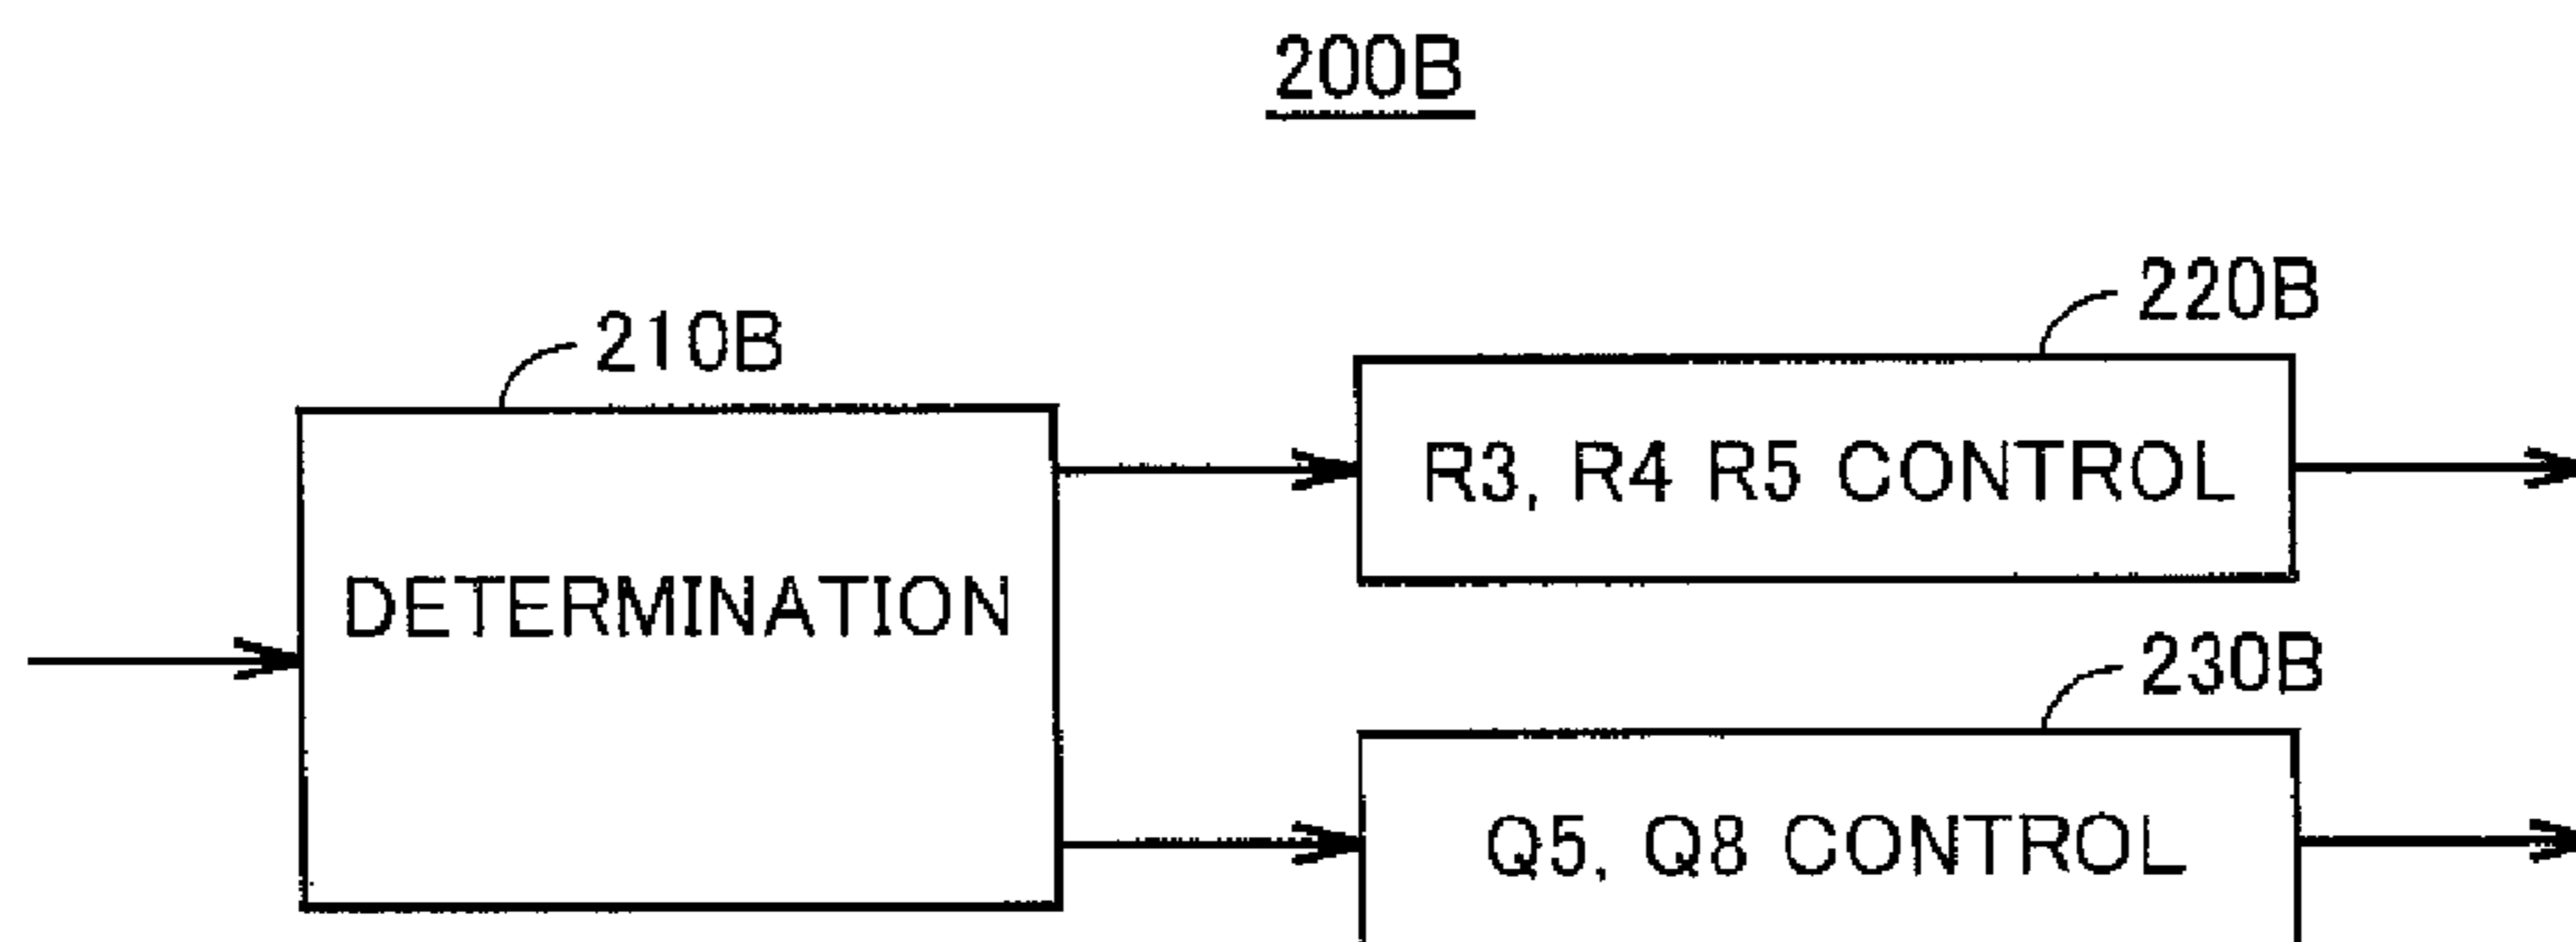 200B
210B
220B
R3, R4 R5 CONTROL
DETERMINATION
230B
Q5, Q8 CONTROL